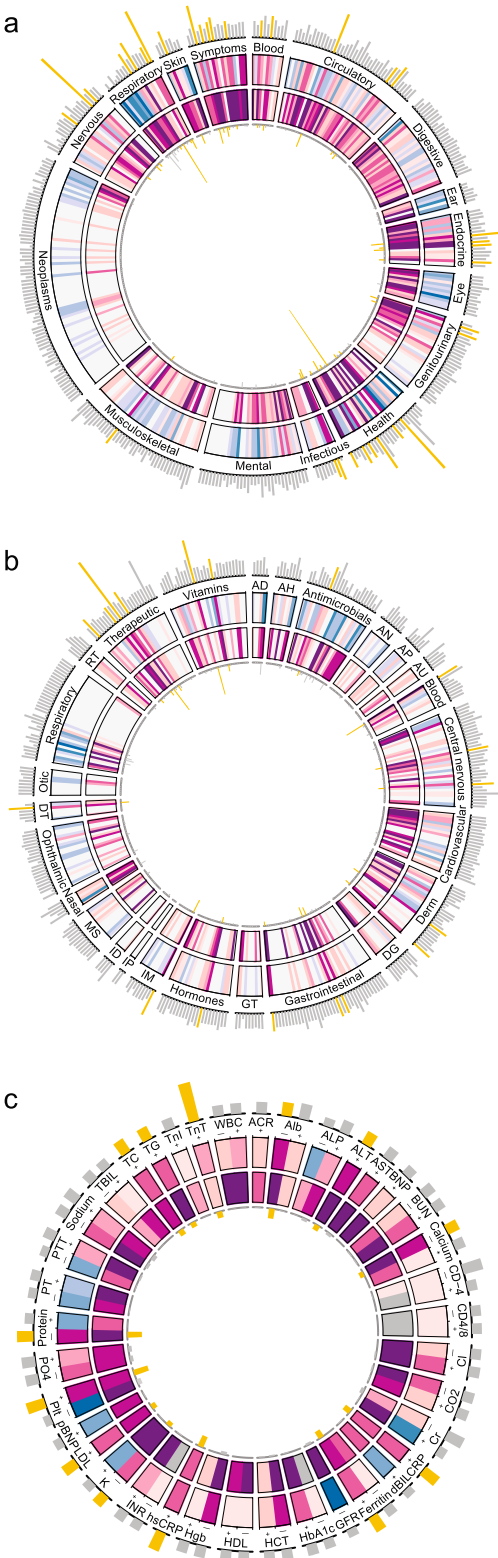 a
Blood
Circulatory
Digestive
Ear
Endocrine
Eye
Genitourinary
Health
Infectious
Mental
Musculoskeletal
Neoplasms
Nervous
Respiratory
Skin
Symptoms
b
AD
AH
Antimicrobials
AN
AP
AU
Blood
Central nervous
Cardiovascular
Derm
DG
Gastrointestinal
GT
Hormones
IM
IP
ID
MS
Nasal
Ophthalmic
DT
Otic
Respiratory
RT
Therapeutic
Vitamins
c
ACR
Alb
ALP
ALT
AST
BNP
BUN
Calcium
CD-4
CD4/8
Cl
CO2
Cr
CRP
dBIL
Ferritin
GFR
HbA1c
HCT
HDL
Hgb
hsCRP
INR
K
LDL
pBNP
Plt
PO4
Protein
PT
PTT
Sodium
TBIL
TC
TG
TnI
TnT
WBC